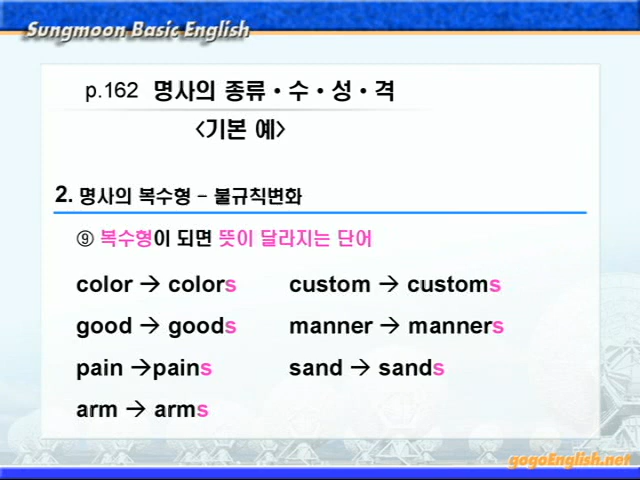 Sungmoon Basic English
p.162 명사의 종류・수・성・격
<기본 예>
2. 명사의 복수형 – 불규칙변화
⑨ 복수형이 되면 뜻이 달라지는 단어
color → colors custom → customs
good → goods manner → manners
pain →pains sand → sands
arm → arms
gogoEnglish.net